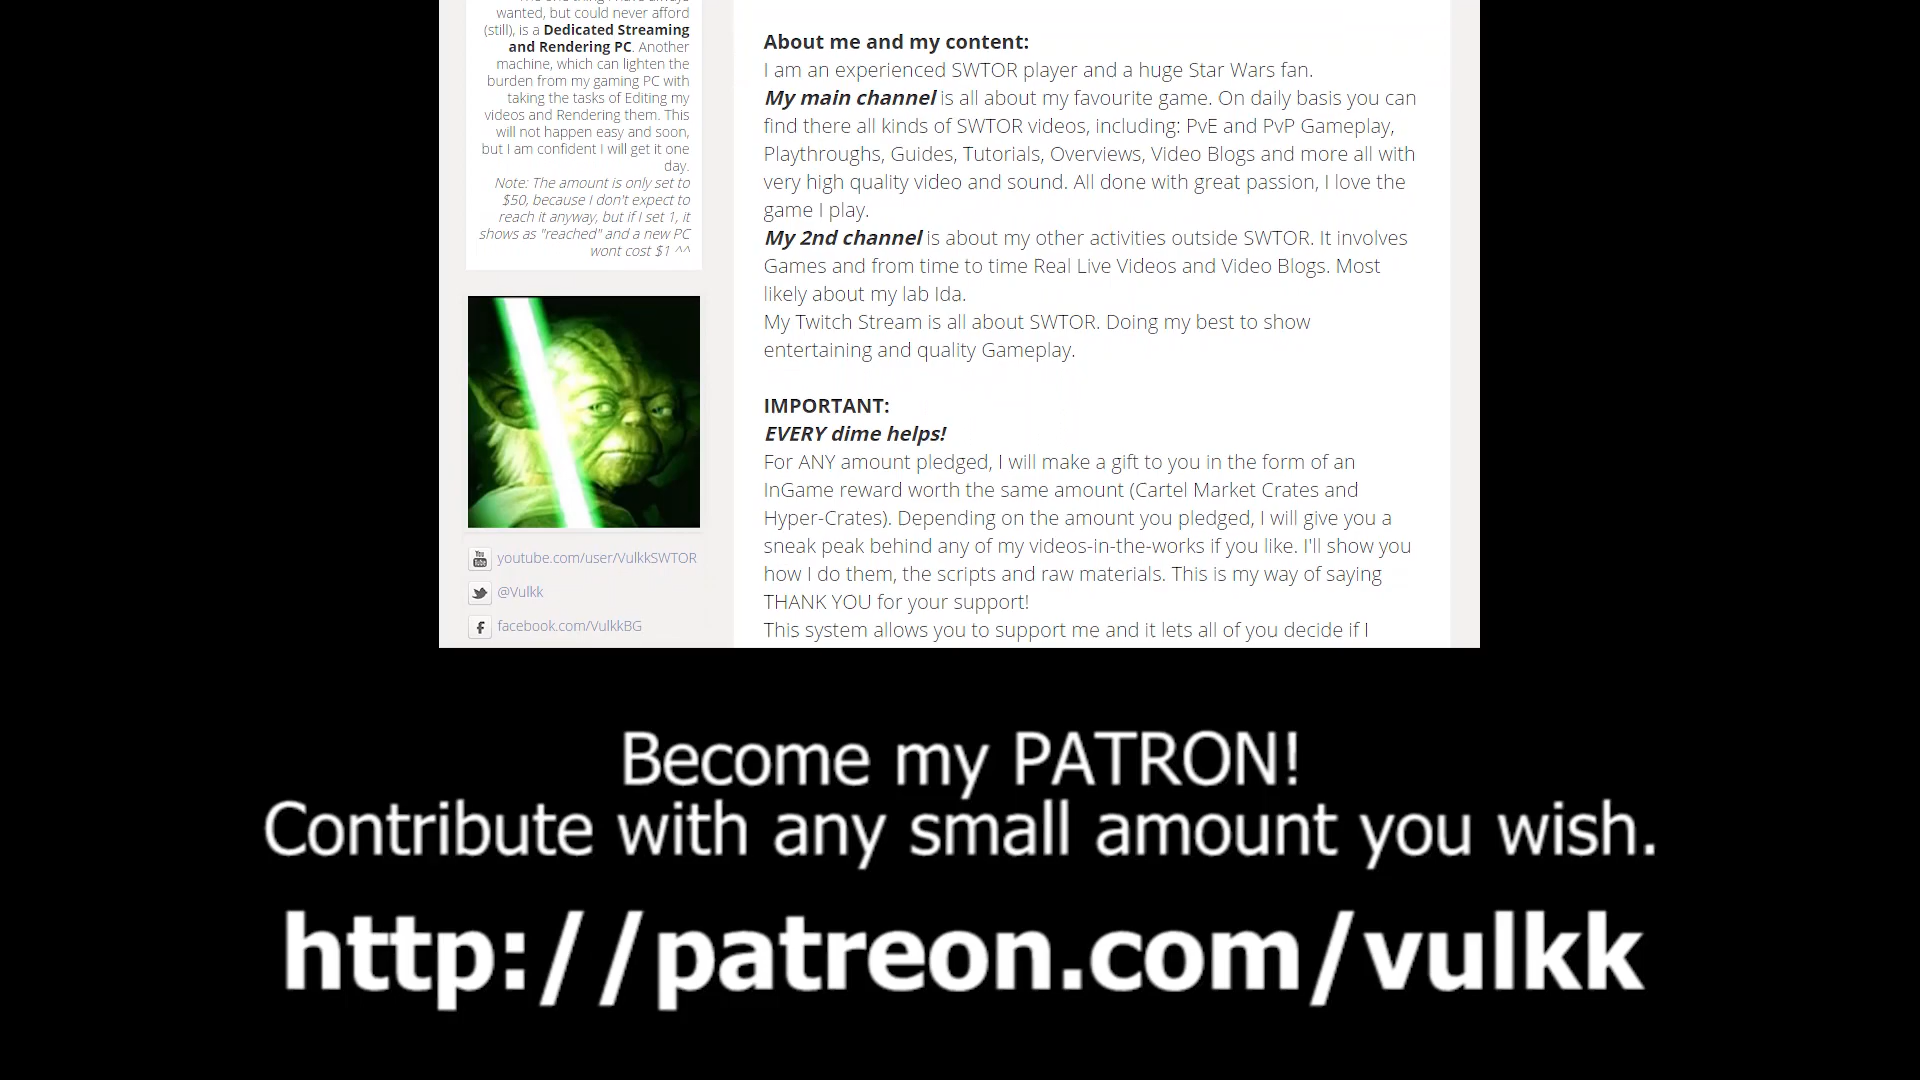 wanted, but could never afford
(still), is a Dedicated Streaming
and Rendering PC. Another
machine, which can lighten the
burden from my gaming PC with
taking the tasks of Editing my
videos and Rendering them. This
will not happen easy and soon,
but I am confident I will get it one
day.
Note: The amount is only set to
$50, because I don't expect to
reach it anyway, but if I set 1, it
shows as "reached" and a new PC
wont cost $1 ^^
youtube.com/user/VulkkSWTOR
@Vulkk
facebook.com/VulkkBG
About me and my content:
I am an experienced SWTOR player and a huge Star Wars fan.
My main channel is all about my favourite game. On daily basis you can
find there all kinds of SWTOR videos, including: PvE and PvP Gameplay,
Playthroughs, Guides, Tutorials, Overviews, Video Blogs and more all with
very high quality video and sound. All done with great passion, I love the
game I play.
My 2nd channel is about my other activities outside SWTOR. It involves
Games and from time to time Real Live Videos and Video Blogs. Most
likely about my lab Ida.
My Twitch Stream is all about SWTOR. Doing my best to show
entertaining and quality Gameplay.
IMPORTANT:
EVERY dime helps!
For ANY amount pledged, I will make a gift to you in the form of an
InGame reward worth the same amount (Cartel Market Crates and
Hyper-Crates). Depending on the amount you pledged, I will give you a
sneak peak behind any of my videos-in-the-works if you like. I'll show you
how I do them, the scripts and raw materials. This is my way of saying
THANK YOU for your support!
This system allows you to support me and it lets all of you decide if I
Become my PATRON!
Contribute with any small amount you wish.
http://patreon.com/vulkk